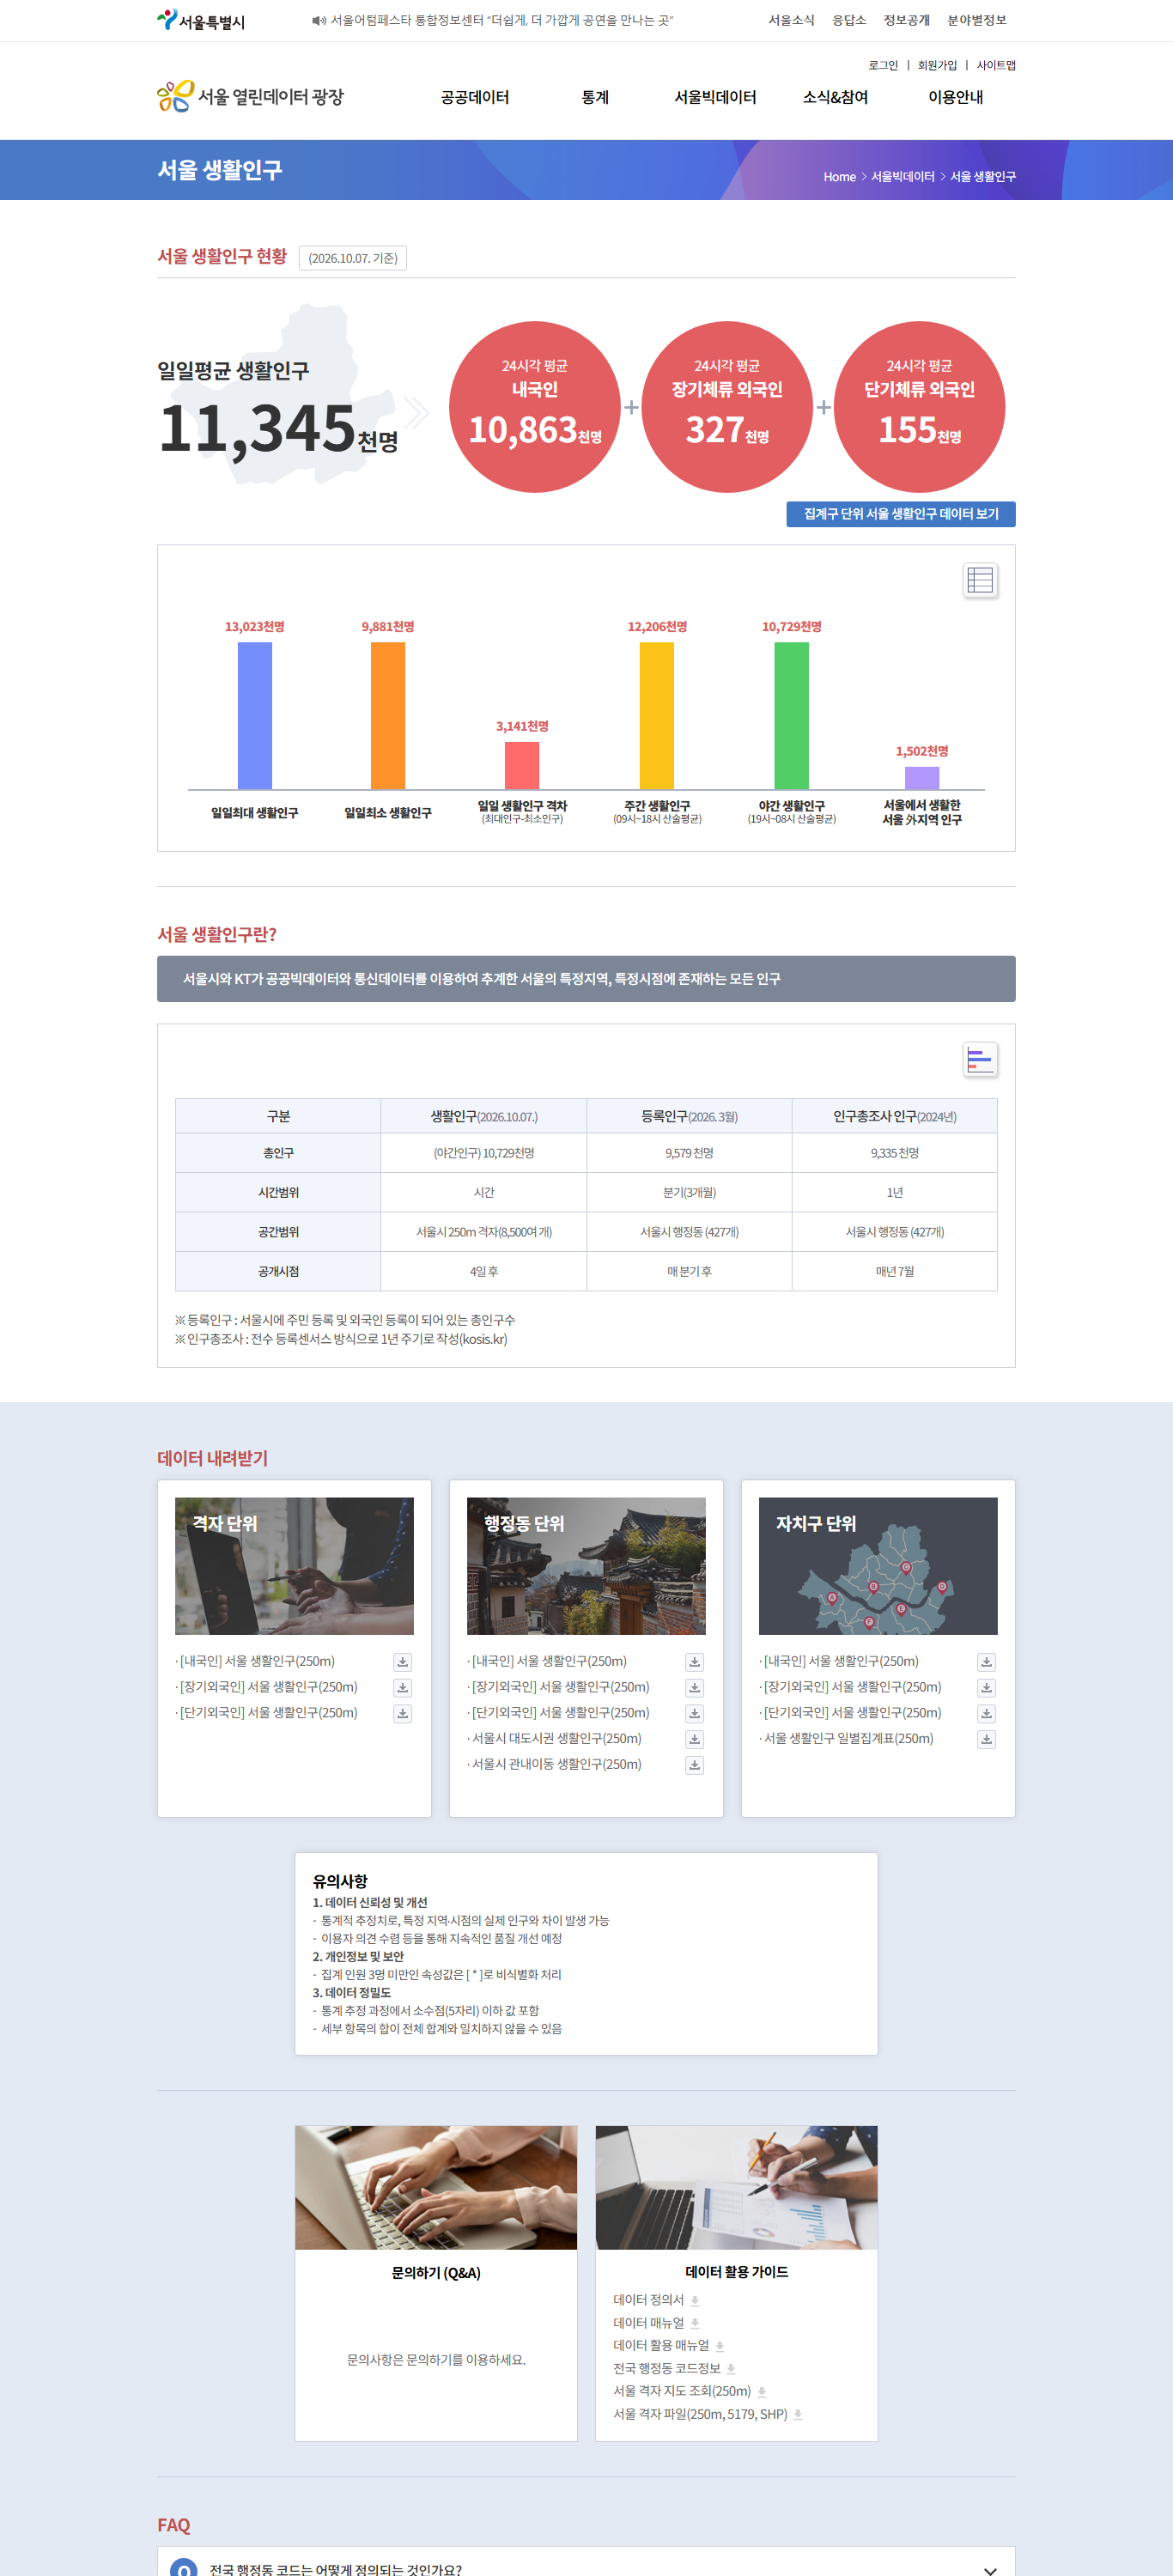 서울특별시
서울어텀페스타 통합정보센터 “더쉽게, 더 가깝게 공연을 만나는 곳”
서울소식 응답소 정보공개 분야별정보
로그인 | 회원가입 | 사이트맵
서울 열린데이터 광장
공공데이터 통계 서울빅데이터 소식&참여 이용안내
서울 생활인구
Home > 서울빅데이터 > 서울 생활인구
서울 생활인구 현황 (2026.10.07. 기준)
일일평균 생활인구
11,345천명
24시각 평균
내국인
10,863천명
+
24시각 평균
장기체류 외국인
327천명
+
24시각 평균
단기체류 외국인
155천명
집계구 단위 서울 생활인구 데이터 보기
13,023천명 9,881천명 3,141천명 12,206천명 10,729천명 1,502천명
일일최대 생활인구
일일최소 생활인구
일일 생활인구 격차
(최대인구-최소인구)
주간 생활인구
(09시~18시 산술평균)
야간 생활인구
(19시~08시 산술평균)
서울에서 생활한
서울 外지역 인구
서울 생활인구란?
서울시와 KT가 공공빅데이터와 통신데이터를 이용하여 추계한 서울의 특정지역, 특정시점에 존재하는 모든 인구
구분 생활인구(2026.10.07.) 등록인구(2026. 3월) 인구총조사 인구(2024년)
총인구 (야간인구) 10,729천명 9,579 천명 9,335 천명
시간범위 시간 분기(3개월) 1년
공간범위 서울시 250m 격자(8,500여 개) 서울시 행정동 (427개) 서울시 행정동 (427개)
공개시점 4일 후 매 분기 후 매년 7월
※ 등록인구 : 서울시에 주민 등록 및 외국인 등록이 되어 있는 총인구수
※ 인구총조사 : 전수 등록센서스 방식으로 1년 주기로 작성(kosis.kr)
데이터 내려받기
격자 단위
· [내국인] 서울 생활인구(250m)
· [장기외국인] 서울 생활인구(250m)
· [단기외국인] 서울 생활인구(250m)
행정동 단위
· [내국인] 서울 생활인구(250m)
· [장기외국인] 서울 생활인구(250m)
· [단기외국인] 서울 생활인구(250m)
· 서울시 대도시권 생활인구(250m)
· 서울시 관내이동 생활인구(250m)
자치구 단위
C
B
D
A
E
F
· [내국인] 서울 생활인구(250m)
· [장기외국인] 서울 생활인구(250m)
· [단기외국인] 서울 생활인구(250m)
· 서울 생활인구 일별집계표(250m)
유의사항
1. 데이터 신뢰성 및 개선
- 통계적 추정치로, 특정 지역·시점의 실제 인구와 차이 발생 가능
- 이용자 의견 수렴 등을 통해 지속적인 품질 개선 예정
2. 개인정보 및 보안
- 집계 인원 3명 미만인 속성값은 [ * ]로 비식별화 처리
3. 데이터 정밀도
- 통계 추정 과정에서 소수점(5자리) 이하 값 포함
- 세부 항목의 합이 전체 합계와 일치하지 않을 수 있음
문의하기 (Q&A)
문의사항은 문의하기를 이용하세요.
데이터 활용 가이드
데이터 정의서
데이터 매뉴얼
데이터 활용 매뉴얼
전국 행정동 코드정보
서울 격자 지도 조회(250m)
서울 격자 파일(250m, 5179, SHP)
FAQ
Q 전국 행정동 코드는 어떻게 정의되는 것인가요?